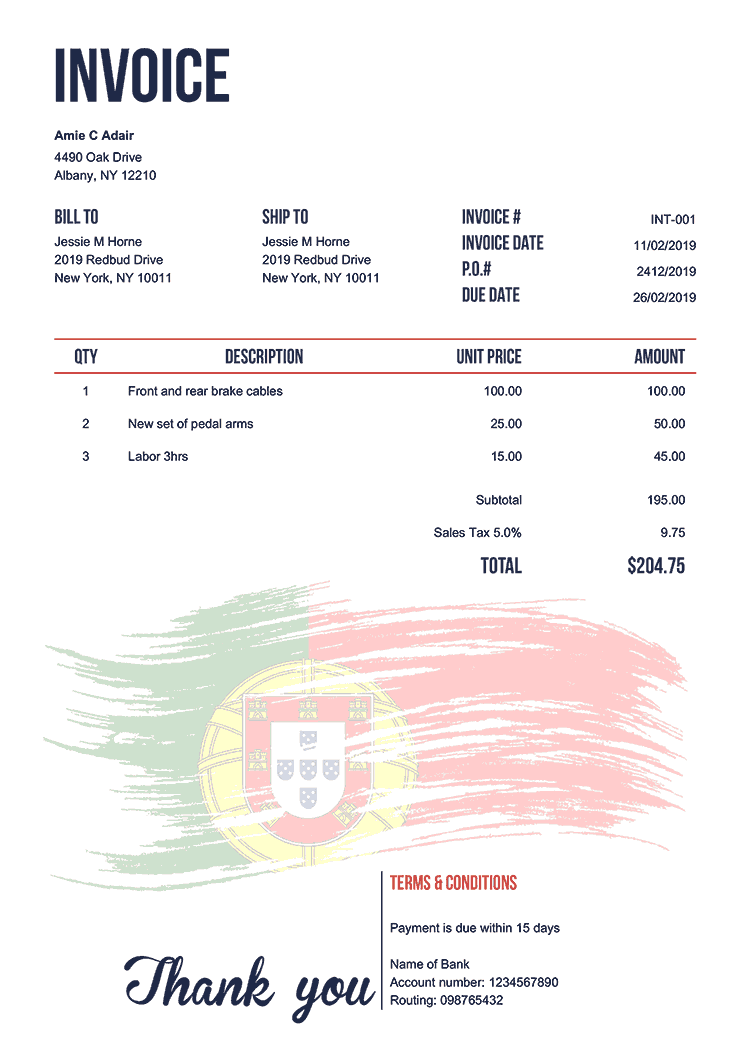 INVOICE
Amie C Adair
4490 Oak Drive
Albany, NY 12210
BILL TO
Jessie M Horne
2019 Redbud Drive
New York, NY 10011
SHIP TO
Jessie M Horne
2019 Redbud Drive
New York, NY 10011
INVOICE # INT-001
INVOICE DATE 11/02/2019
P.O.# 2412/2019
DUE DATE 26/02/2019
QTY DESCRIPTION UNIT PRICE AMOUNT
1 Front and rear brake cables 100.00 100.00
2 New set of pedal arms 25.00 50.00
3 Labor 3hrs 15.00 45.00
Subtotal 195.00
Sales Tax 5.0% 9.75
TOTAL $204.75
Thank you
TERMS & CONDITIONS
Payment is due within 15 days
Name of Bank
Account number: 1234567890
Routing: 098765432